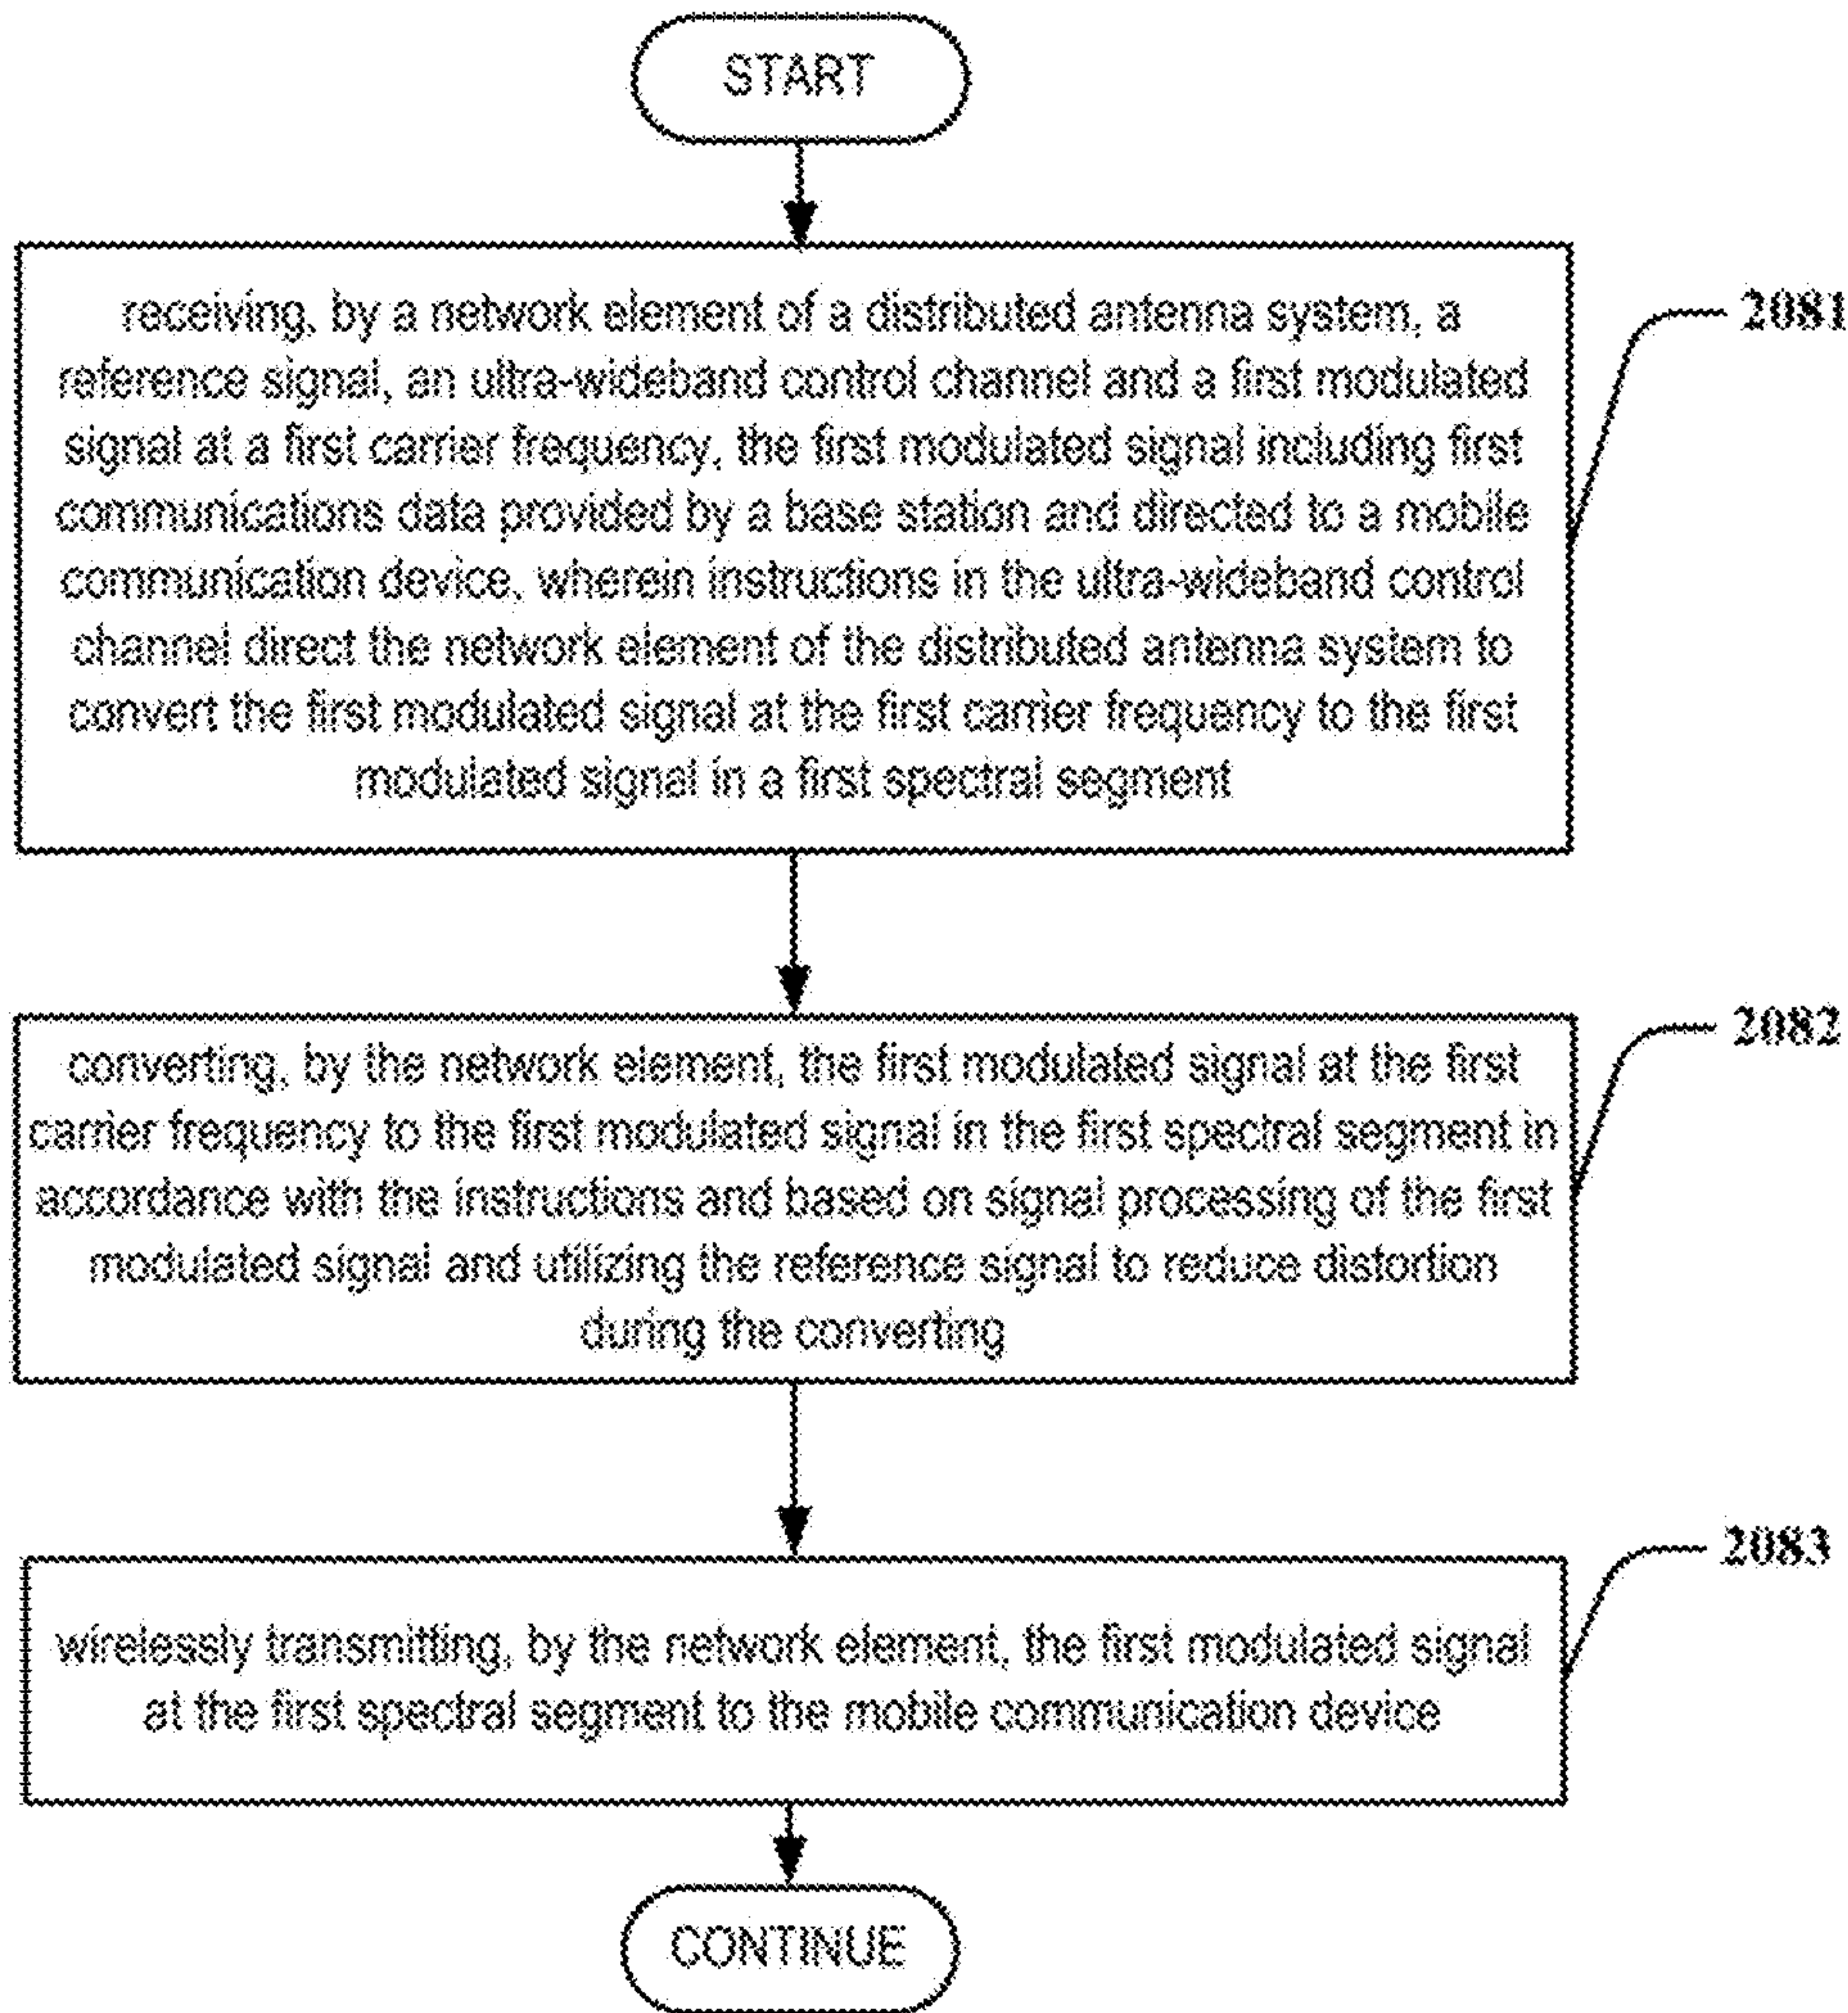 START
receiving, by a network element of a distributed antenna system, a
reference signal, an ultra-wideband control channel and a first modulated
signal at a first carrier frequency, the first modulated signal including first
communications data provided by a base station and directed to a mobile
communication device, wherein instructions in the ultra-wideband control
channel direct the network element of the distributed antenna system to
convert the first modulated signal at the first carrier frequency to the first
modulated signal in a first spectral segment
2081
converting, by the network element, the first modulated signal at the first
carrier frequency to the first modulated signal in the first spectral segment in
accordance with the instructions and based on signal processing of the first
modulated signal and utilizing the reference signal to reduce distortion
during the converting
2082
wirelessly transmitting, by the network element, the first modulated signal
at the first spectral segment to the mobile communication device
2083
CONTINUE